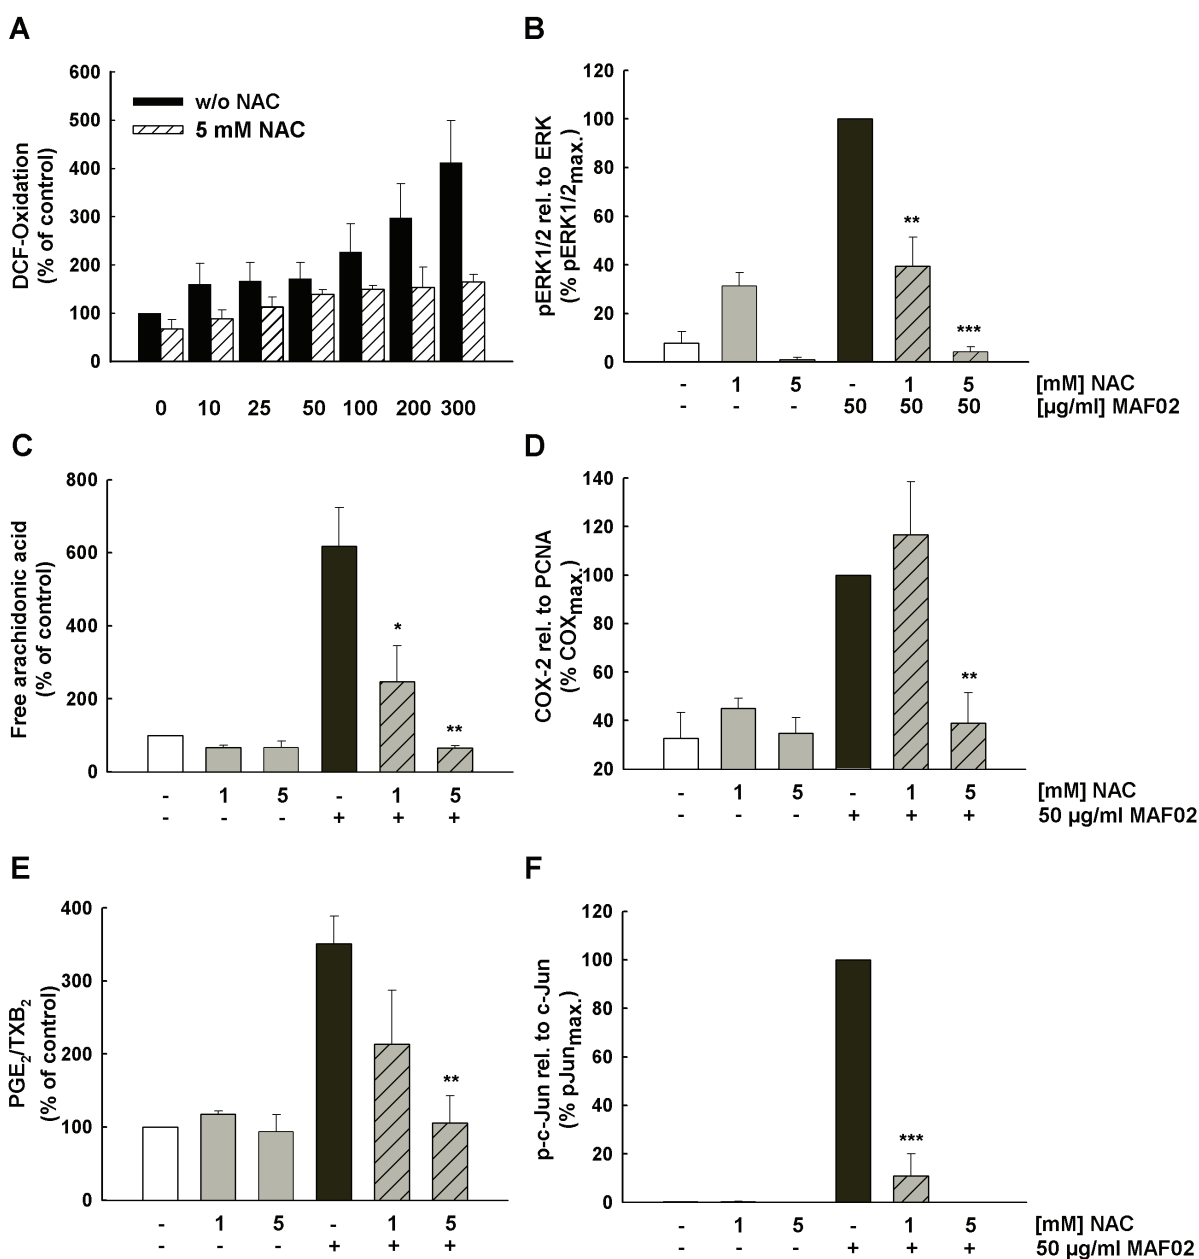 A
DCF-Oxidation
(% of control)
600
500
400
300
200
100
0
w/o NAC
5 mM NAC
0 10 25 50 100 200 300
B
pERK1/2 rel. to ERK
(% pERK1/2max.)
120
100
80
60
40
20
0
**
***
- 1 5 - 1 5 [mM] NAC
- - - 50 50 50 [µg/ml] MAF02
C
Free arachidonic acid
(% of control)
800
600
400
200
0
*
**
- 1 5 - 1 5
- - - + + +
D
COX-2 rel. to PCNA
(% COXmax.)
140
120
100
80
60
40
20
**
- 1 5 - 1 5 [mM] NAC
- - - + + + 50 µg/ml MAF02
E
PGE2/TXB2
(% of control)
400
300
200
100
0
**
- 1 5 - 1 5
- - - + + +
F
p-c-Jun rel. to c-Jun
(% pJunmax.)
120
100
80
60
40
20
0
***
- 1 5 - 1 5 [mM] NAC
- - - + + + 50 µg/ml MAF02